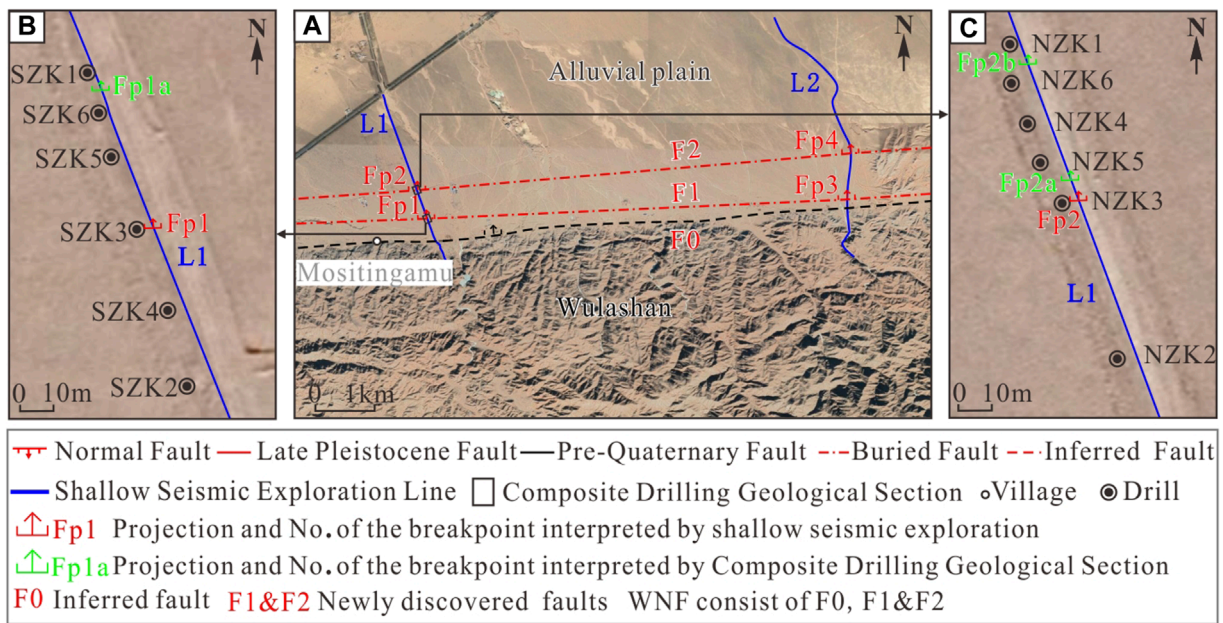 B
N
SZK1
Fp1a
SZK6
SZK5
SZK3
Fp1
L1
SZK4
SZK2
0 10m
A
N
Alluvial plain
L2
L1
F2
Fp4
Fp2
Fp1
F1
Fp3
F0
Mositingamu
Wulashan
0 1km
C
N
NZK1
Fp2b
NZK6
NZK4
NZK5
Fp2a
NZK3
Fp2
L1
NZK2
0 10m
Normal Fault Late Pleistocene Fault Pre-Quaternary Fault Buried Fault Inferred Fault
Shallow Seismic Exploration Line Composite Drilling Geological Section Village Drill
Fp1 Projection and No. of the breakpoint interpreted by shallow seismic exploration
Fp1a Projection and No. of the breakpoint interpreted by Composite Drilling Geological Section
F0 Inferred fault F1&F2 Newly discovered faults WNF consist of F0, F1&F2